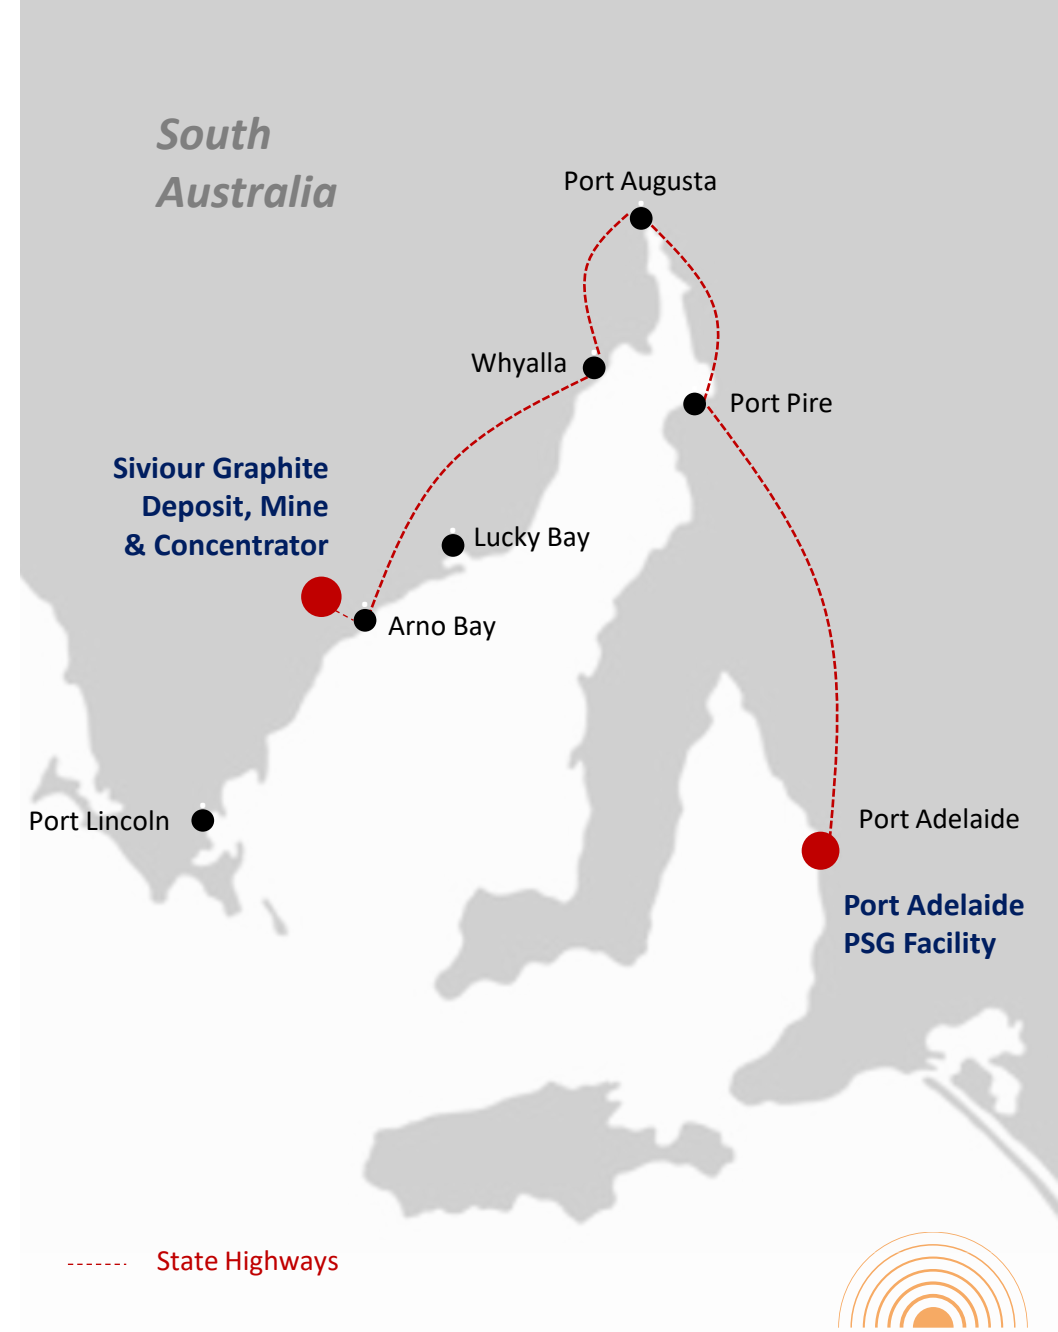 South
Australia
Port Augusta
Whyalla
Port Pire
Siviour Graphite
Deposit, Mine
& Concentrator
Lucky Bay
Arno Bay
Port Lincoln
Port Adelaide
Port Adelaide
PSG Facility
State Highways